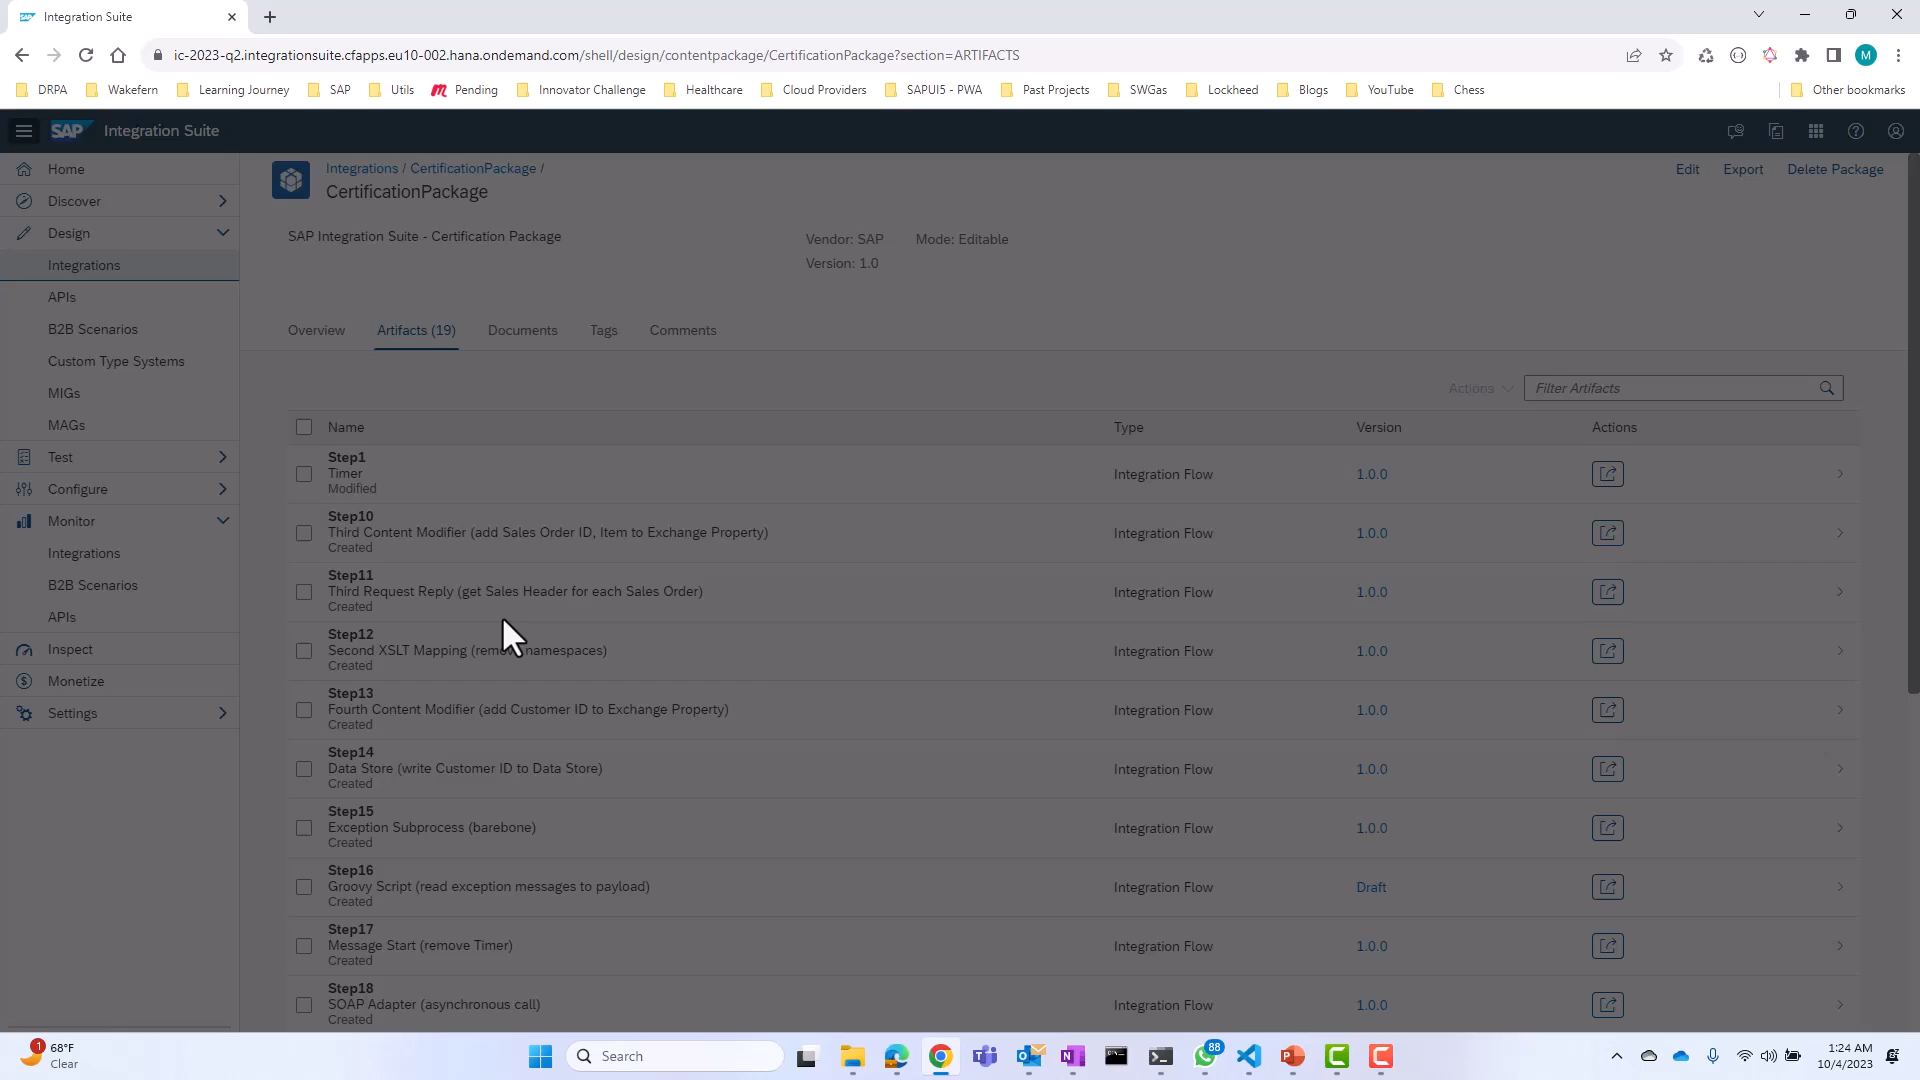 Integration Suite
ic-2023-q2.integrationsuite.cfapps.eu10-002.hana.ondemand.com/shell/design/contentpackage/CertificationPackage?section=ARTIFACTS
M
DRPA Wakefern Learning Journey SAP Utils Pending Innovator Challenge Healthcare Cloud Providers SAPUI5 - PWA Past Projects SWGas Lockheed Blogs YouTube Chess Other bookmarks
SAP Integration Suite
Home
Discover
Design
Integrations
APIs
B2B Scenarios
Custom Type Systems
MIGs
MAGs
Test
Configure
Monitor
Integrations
B2B Scenarios
APIs
Inspect
Monetize
Settings
Integrations / CertificationPackage /
CertificationPackage
Edit Export Delete Package
SAP Integration Suite - Certification Package
Vendor: SAP Mode: Editable
Version: 1.0
Overview Artifacts (19) Documents Tags Comments
Actions Filter Artifacts
Name Type Version Actions
Step1
Timer Integration Flow 1.0.0
Modified
Step10
Third Content Modifier (add Sales Order ID, Item to Exchange Property) Integration Flow 1.0.0
Created
Step11
Third Request Reply (get Sales Header for each Sales Order) Integration Flow 1.0.0
Created
Step12
Second XSLT Mapping (remove namespaces) Integration Flow 1.0.0
Created
Step13
Fourth Content Modifier (add Customer ID to Exchange Property) Integration Flow 1.0.0
Created
Step14
Data Store (write Customer ID to Data Store) Integration Flow 1.0.0
Created
Step15
Exception Subprocess (barebone) Integration Flow 1.0.0
Created
Step16
Groovy Script (read exception messages to payload) Integration Flow Draft
Created
Step17
Message Start (remove Timer) Integration Flow 1.0.0
Created
Step18
SOAP Adapter (asynchronous call) Integration Flow 1.0.0
Created
1
68°F
Clear
Search
88
1:24 AM
10/4/2023